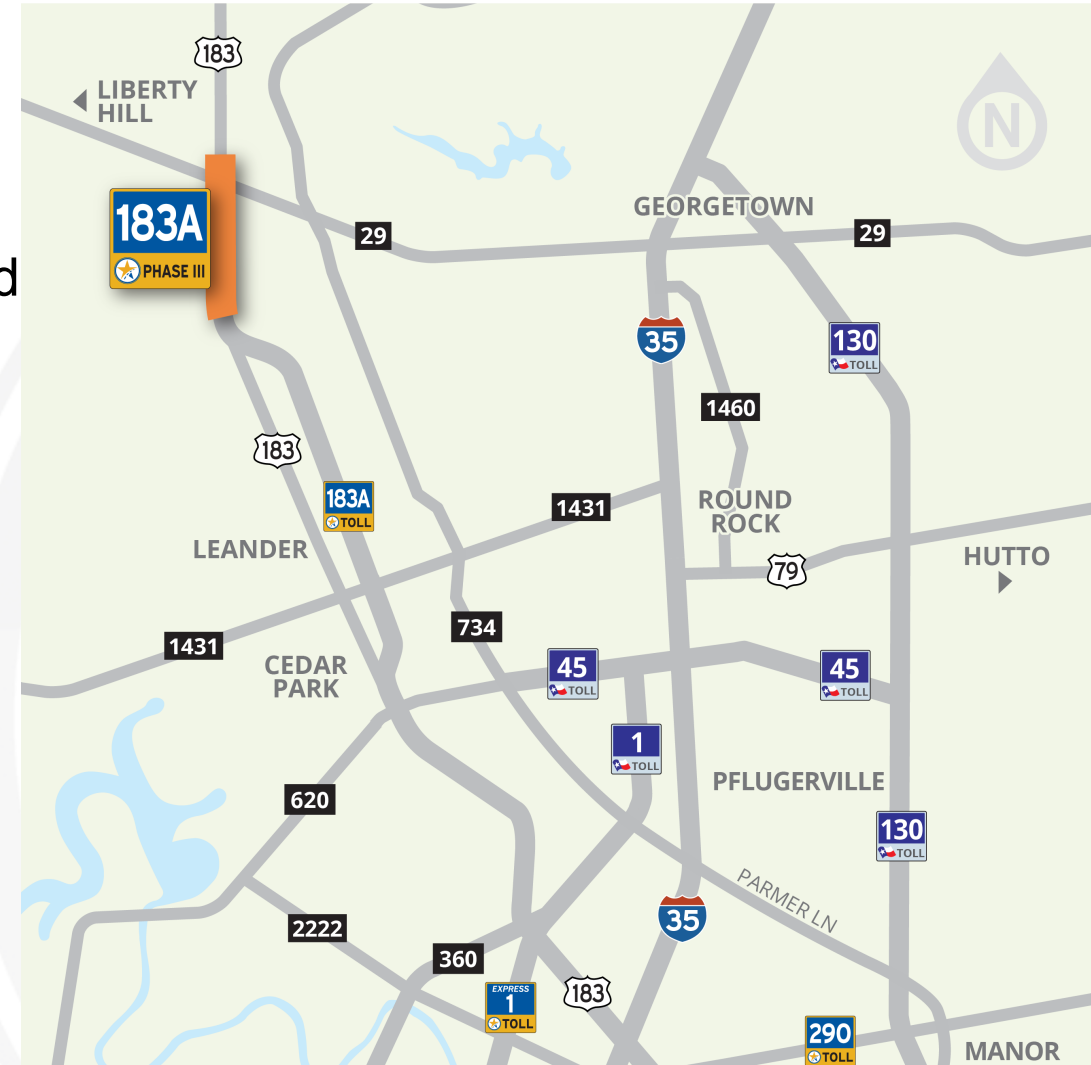 183
LIBERTY
HILL
N
183A
PHASE III
d
GEORGETOWN
29
29
35
130
TOLL
1460
183
183A
TOLL
1431
ROUND
ROCK
LEANDER
79
HUTTO
1431
734
CEDAR
PARK
45
TOLL
45
TOLL
1
TOLL
PFLUGERVILLE
620
130
TOLL
PARMER LN
35
2222
360
EXPRESS
1
TOLL
183
290
TOLL
MANOR